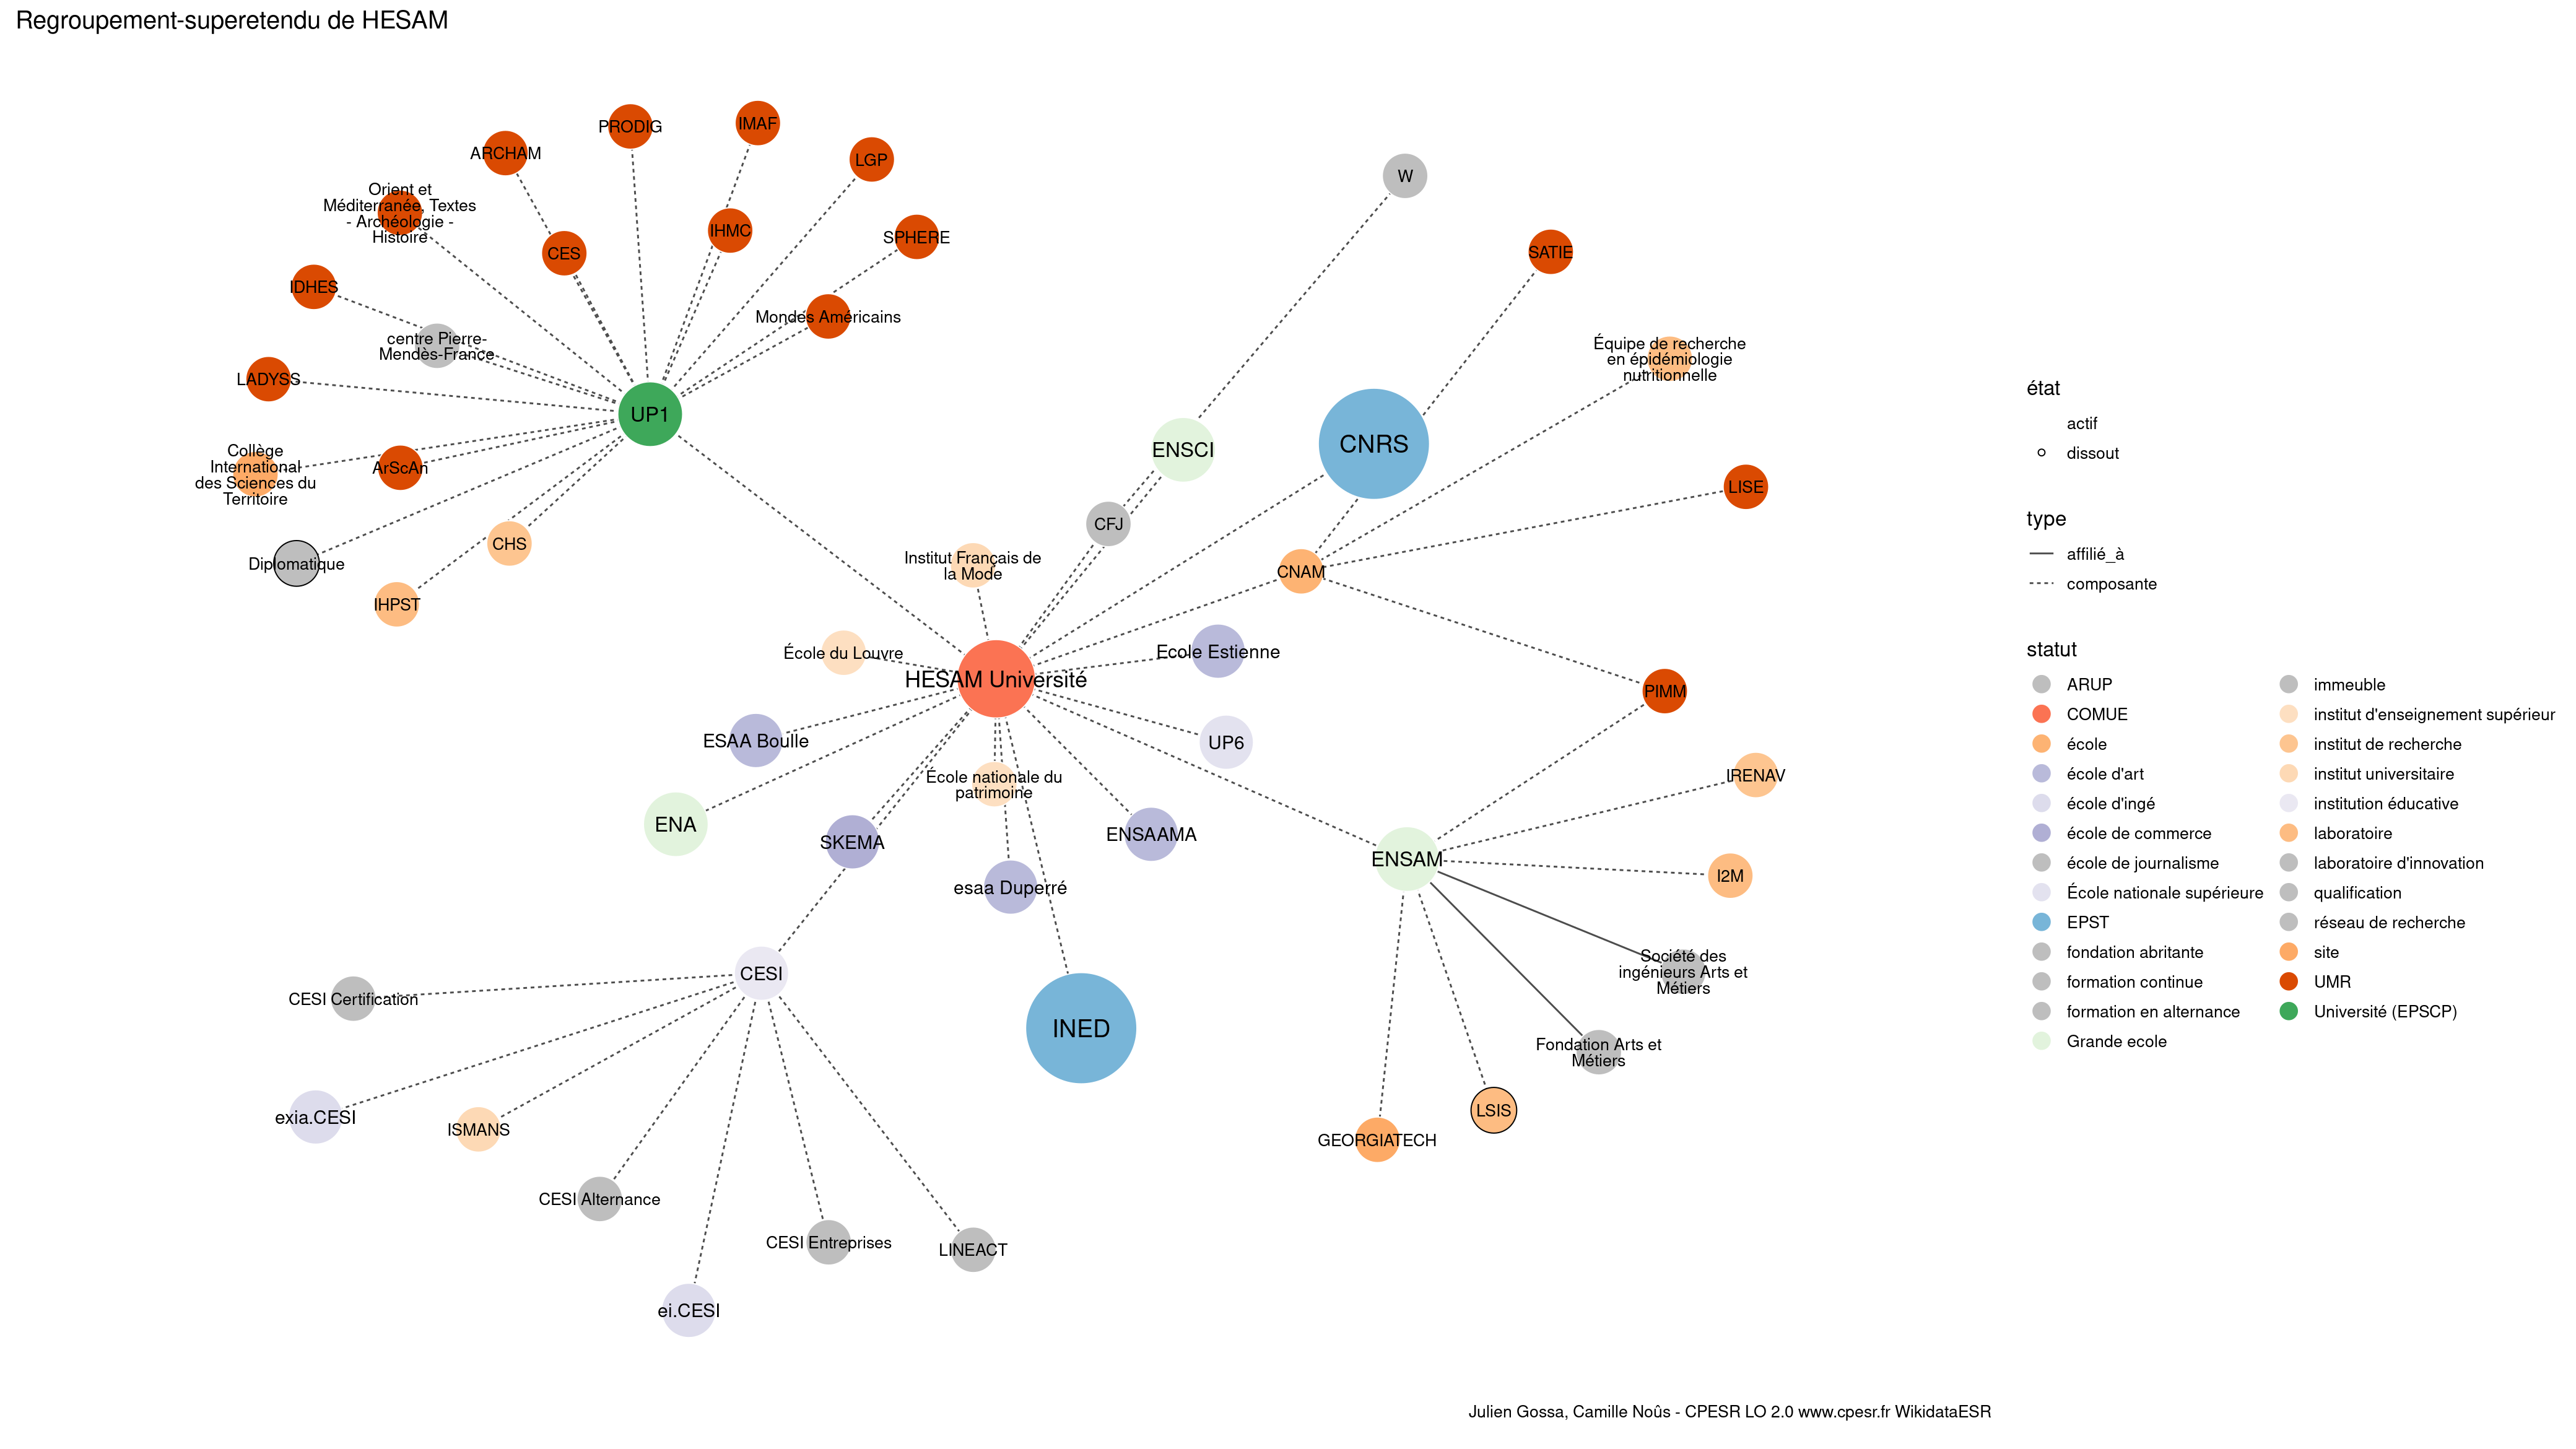 Regroupement-superetendu de HESAM
PRODIG
IMAF
ARCHAM
LGP
W
Orient et
Méditerranée, Textes
- Archéologie -
Histoire
IHMC
SPHERE
CES
SATIE
IDHES
Mondes Américains
centre Pierre-
Mendès-France
Équipe de recherche
en épidémiologie
nutritionnelle
LADYSS
UP1
ENSCI
CNRS
Collège
International
des Sciences du
Territoire
ArScAn
LISE
CFJ
CHS
Diplomatique
Institut Français de
la Mode
CNAM
IHPST
École du Louvre
Ecole Estienne
HESAM Université
PIMM
ESAA Boulle
UP6
École nationale du
patrimoine
IRENAV
ENA
SKEMA
ENSAAMA
ENSAM
I2M
esaa Duperré
Société des
ingénieurs Arts et
Métiers
CESI
CESI Certification
INED
Fondation Arts et
Métiers
exia.CESI
ISMANS
LSIS
GEORGIATECH
CESI Alternance
CESI Entreprises
LINEACT
ei.CESI
état
actif
dissout
type
affilié_à
composante
statut
ARUP
COMUE
école
école d'art
école d'ingé
école de commerce
école de journalisme
École nationale supérieure
EPST
fondation abritante
formation continue
formation en alternance
Grande ecole
immeuble
institut d'enseignement supérieur
institut de recherche
institut universitaire
institution éducative
laboratoire
laboratoire d'innovation
qualification
réseau de recherche
site
UMR
Université (EPSCP)
Julien Gossa, Camille Noûs - CPESR LO 2.0 www.cpesr.fr WikidataESR